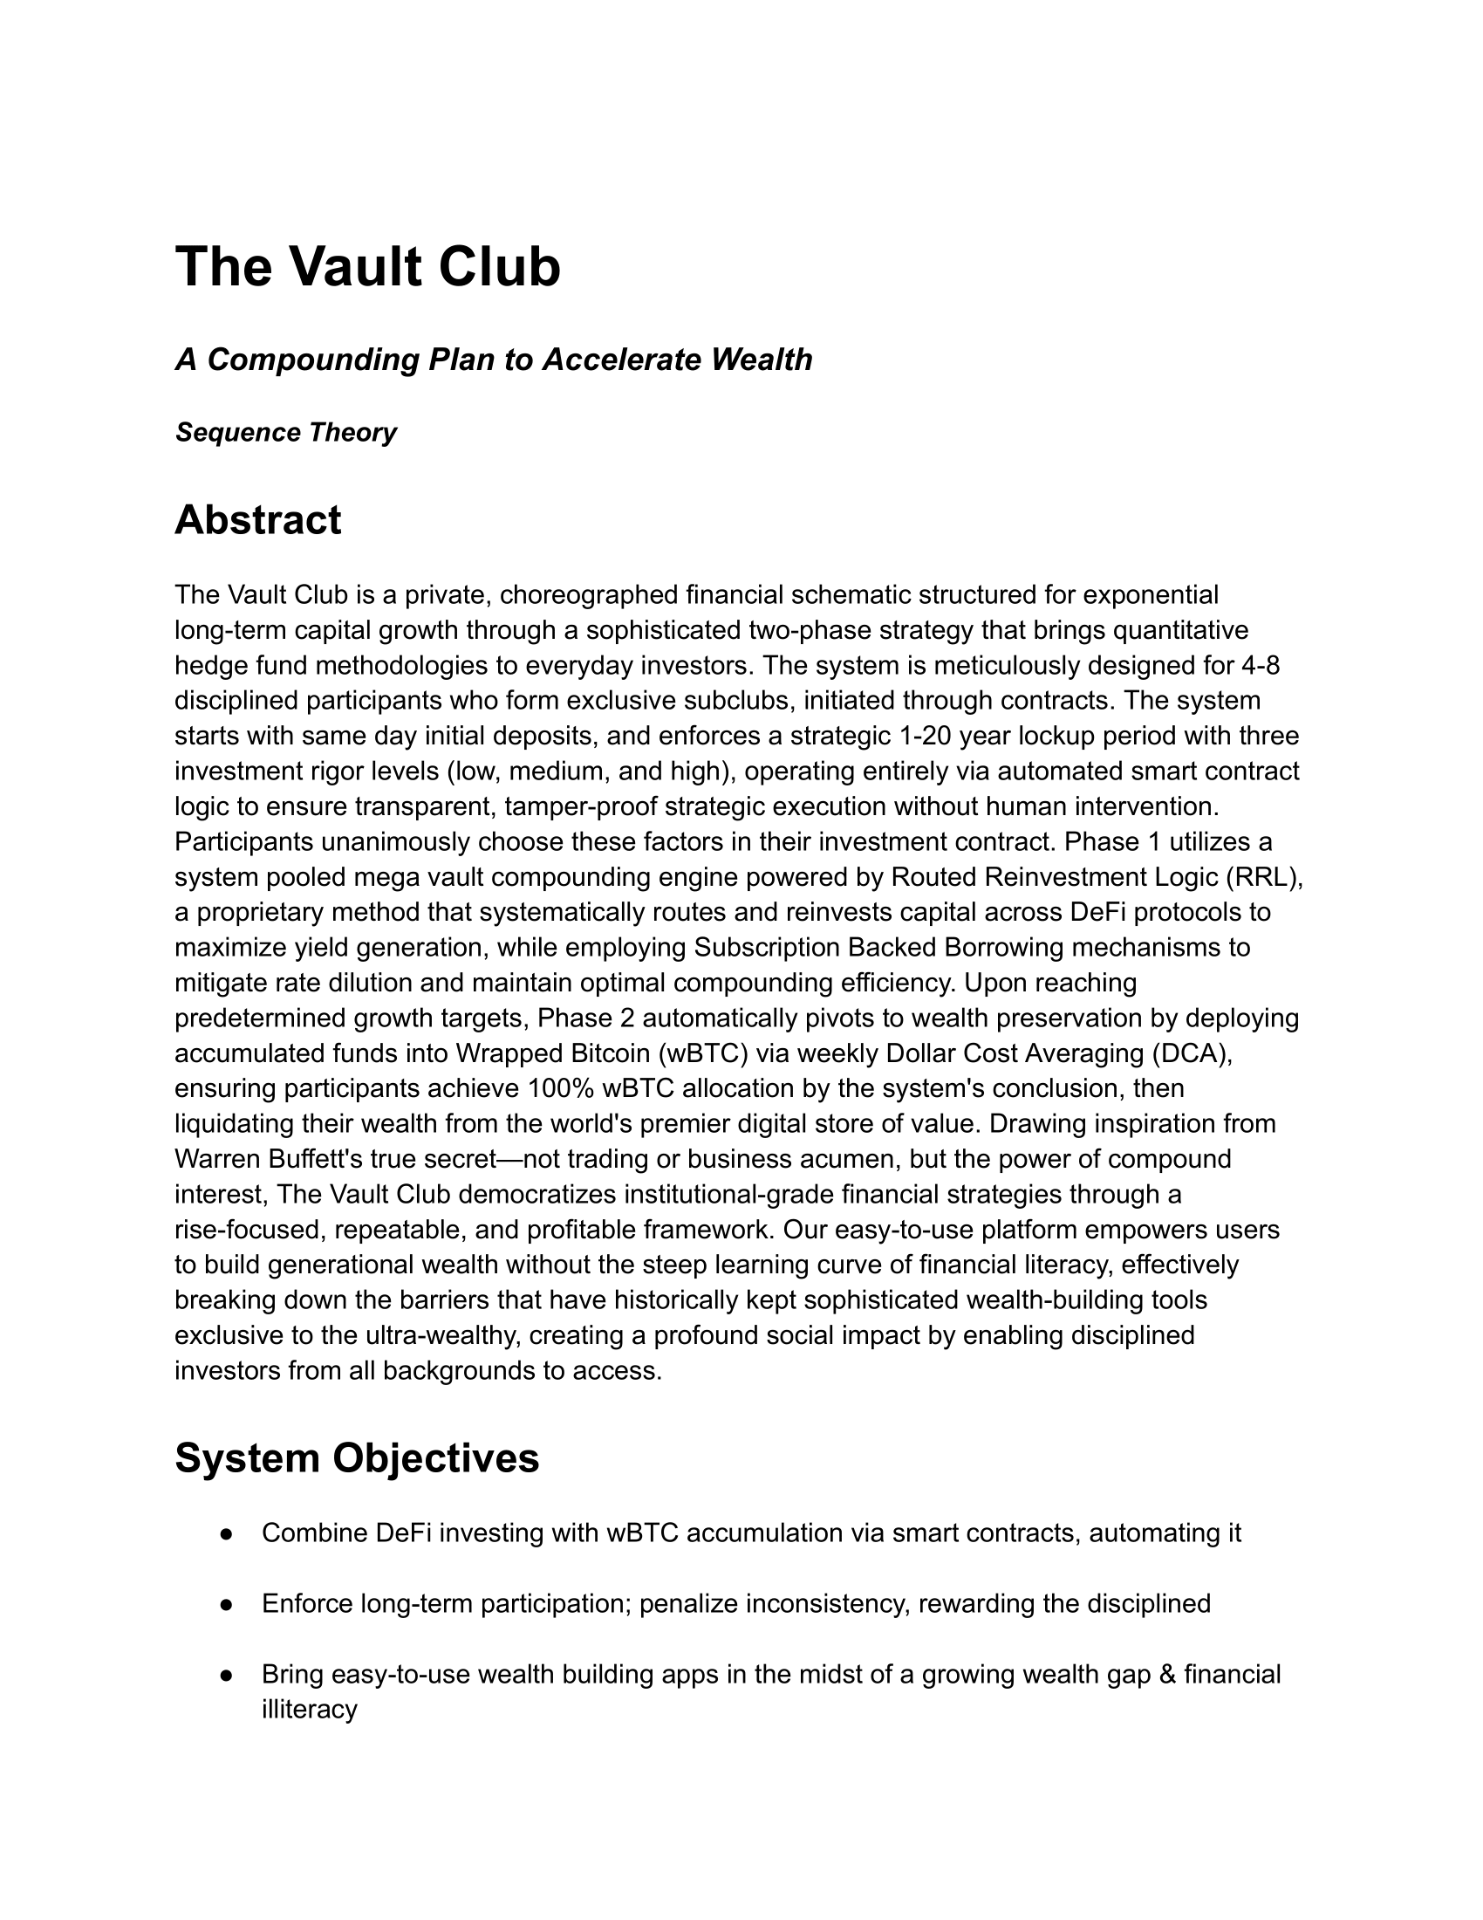 The Vault Club
A Compounding Plan to Accelerate Wealth
Sequence Theory
Abstract
The Vault Club is a private, choreographed financial schematic structured for exponential
long-term capital growth through a sophisticated two-phase strategy that brings quantitative
hedge fund methodologies to everyday investors. The system is meticulously designed for 4-8
disciplined participants who form exclusive subclubs, initiated through contracts. The system
starts with same day initial deposits, and enforces a strategic 1-20 year lockup period with three
investment rigor levels (low, medium, and high), operating entirely via automated smart contract
logic to ensure transparent, tamper-proof strategic execution without human intervention.
Participants unanimously choose these factors in their investment contract. Phase 1 utilizes a
system pooled mega vault compounding engine powered by Routed Reinvestment Logic (RRL),
a proprietary method that systematically routes and reinvests capital across DeFi protocols to
maximize yield generation, while employing Subscription Backed Borrowing mechanisms to
mitigate rate dilution and maintain optimal compounding efficiency. Upon reaching
predetermined growth targets, Phase 2 automatically pivots to wealth preservation by deploying
accumulated funds into Wrapped Bitcoin (wBTC) via weekly Dollar Cost Averaging (DCA),
ensuring participants achieve 100% wBTC allocation by the system's conclusion, then
liquidating their wealth from the world's premier digital store of value. Drawing inspiration from
Warren Buffett's true secret—not trading or business acumen, but the power of compound
interest, The Vault Club democratizes institutional-grade financial strategies through a
rise-focused, repeatable, and profitable framework. Our easy-to-use platform empowers users
to build generational wealth without the steep learning curve of financial literacy, effectively
breaking down the barriers that have historically kept sophisticated wealth-building tools
exclusive to the ultra-wealthy, creating a profound social impact by enabling disciplined
investors from all backgrounds to access.
System Objectives
● Combine DeFi investing with wBTC accumulation via smart contracts, automating it
● Enforce long-term participation; penalize inconsistency, rewarding the disciplined
● Bring easy-to-use wealth building apps in the midst of a growing wealth gap & financial
illiteracy